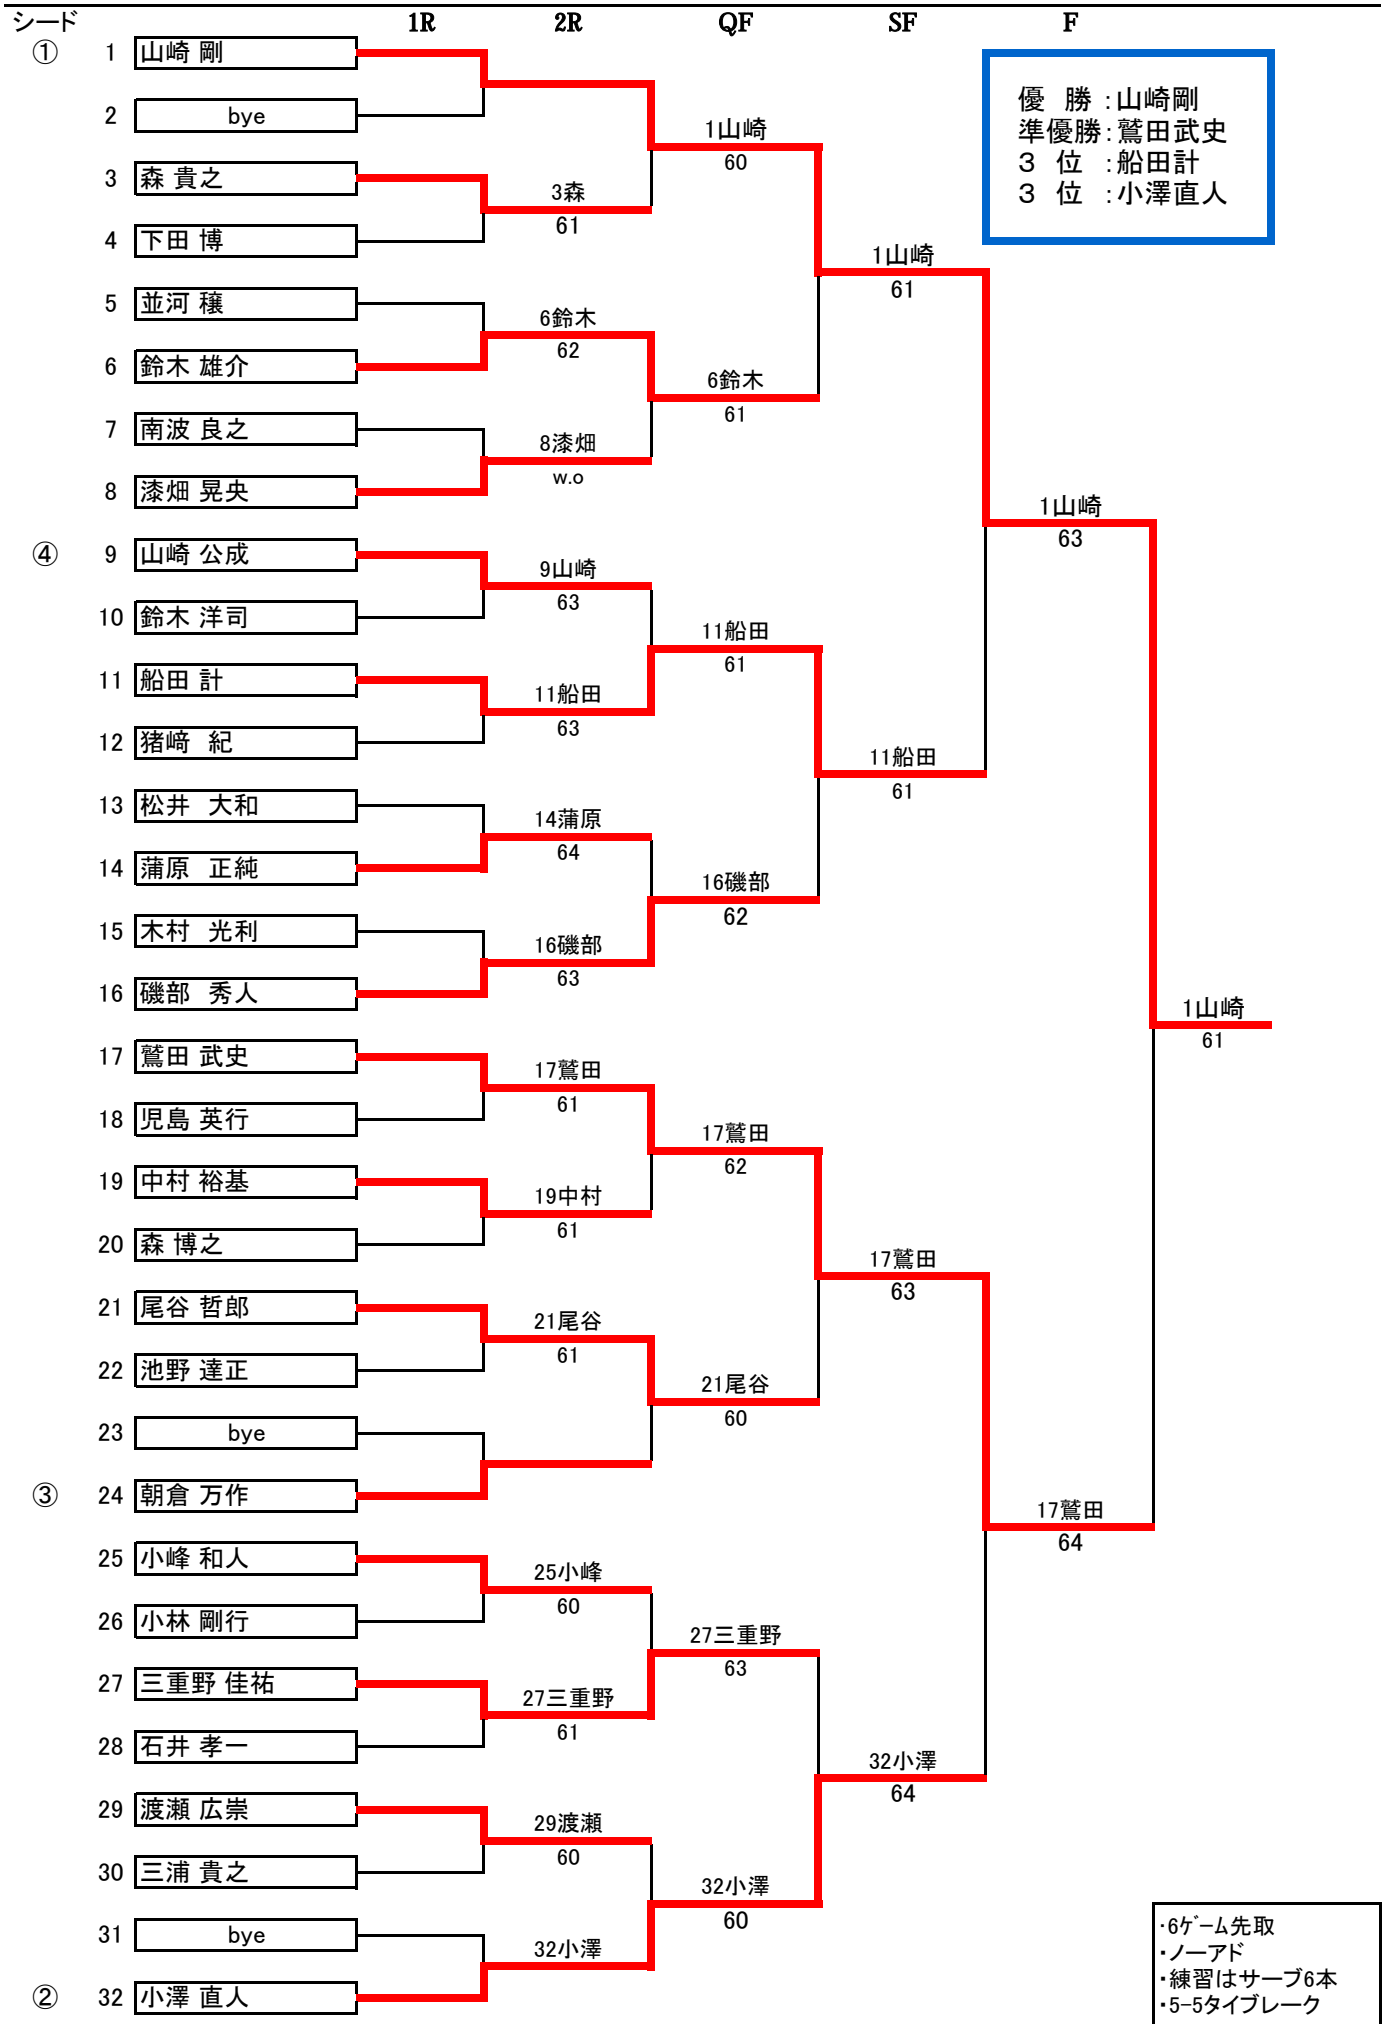 シード 1R 2R QF SF F
① 1 山崎 剛
優 勝 :山崎剛
準優勝:鷲田武史
3 位 :船田計
3 位 :小澤直人
2 bye
1山崎
60
3 森 貴之
3森
61
4 下田 博
1山崎
61
5 並河 穣
6鈴木
62
6 鈴木 雄介
6鈴木
61
7 南波 良之
8漆畑
w.o
8 漆畑 晃央
1山崎
63
④ 9 山崎 公成
9山崎
63
10 鈴木 洋司
11船田
61
11 船田 計
11船田
63
12 猪﨑 紀
11船田
61
13 松井 大和
14蒲原
64
14 蒲原 正純
16磯部
62
15 木村 光利
16磯部
63
16 磯部 秀人
1山崎
61
17 鷲田 武史
17鷲田
61
18 児島 英行
17鷲田
62
19 中村 裕基
19中村
61
20 森 博之
17鷲田
63
21 尾谷 哲郎
21尾谷
61
22 池野 達正
21尾谷
60
23 bye
③ 24 朝倉 万作
17鷲田
64
25 小峰 和人
25小峰
60
26 小林 剛行
27三重野
63
27 三重野 佳祐
27三重野
61
28 石井 孝一
32小澤
64
29 渡瀬 広崇
29渡瀬
60
30 三浦 貴之
32小澤
60
31 bye
32小澤
② 32 小澤 直人
・6ゲーム先取
・ノーアド
・練習はサーブ6本
・5-5タイブレーク